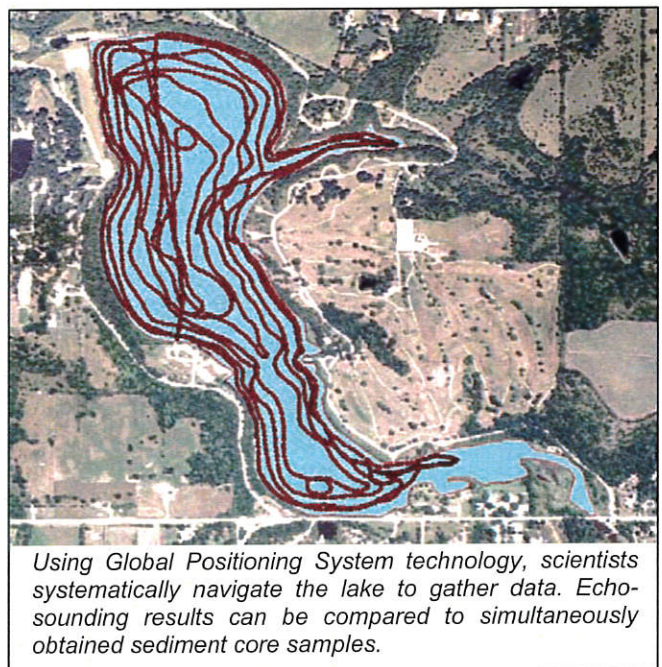 Using Global Positioning System technology, scientists
systematically navigate the lake to gather data. Echo-
sounding results can be compared to simultaneously
obtained sediment core samples.